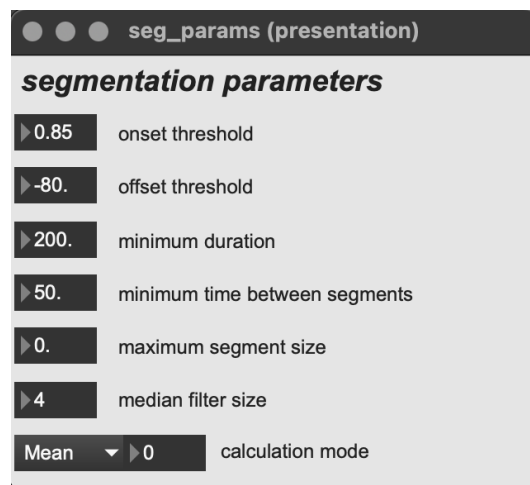 seg_params (presentation)
segmentation parameters
0.85 onset threshold
-80. offset threshold
200. minimum duration
50. minimum time between segments
0. maximum segment size
4 median filter size
Mean 0 calculation mode